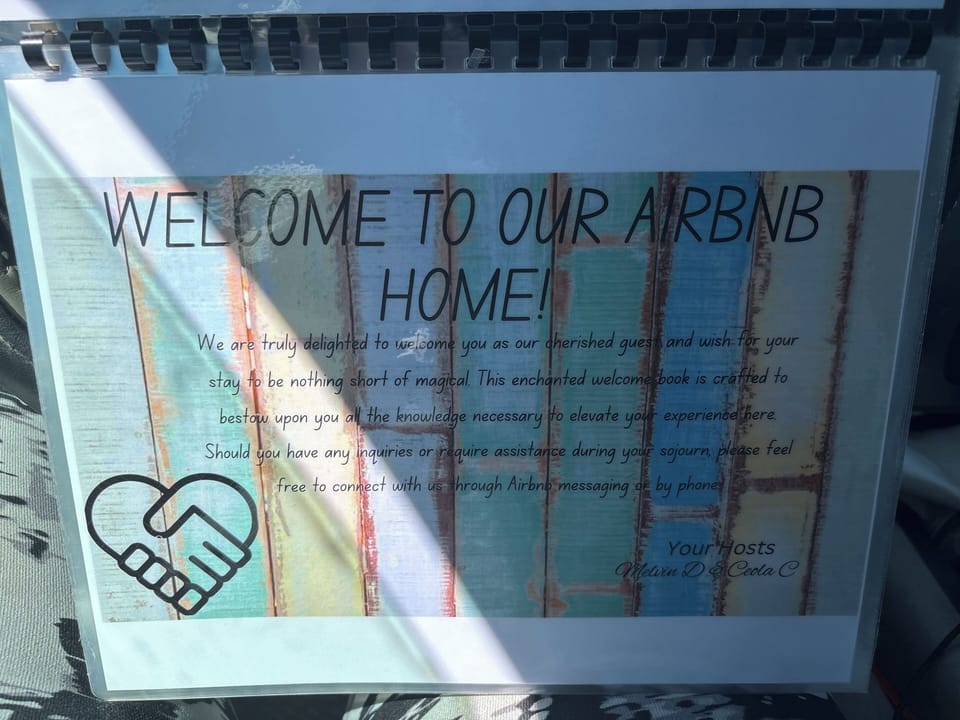 WELCOME TO OUR AIRBNB
HOME!
We are truly delighted to welcome you as our cherished guest and wish for your
stay to be nothing short of magical. This enchanted welcome book is crafted to
bestow upon you all the knowledge necessary to elevate your experience here.
Should you have any inquiries or require assistance during your sojourn, please feel
free to connect with us through Airbnb messaging or by phone.
Your Hosts
Melvin D & Ceola C